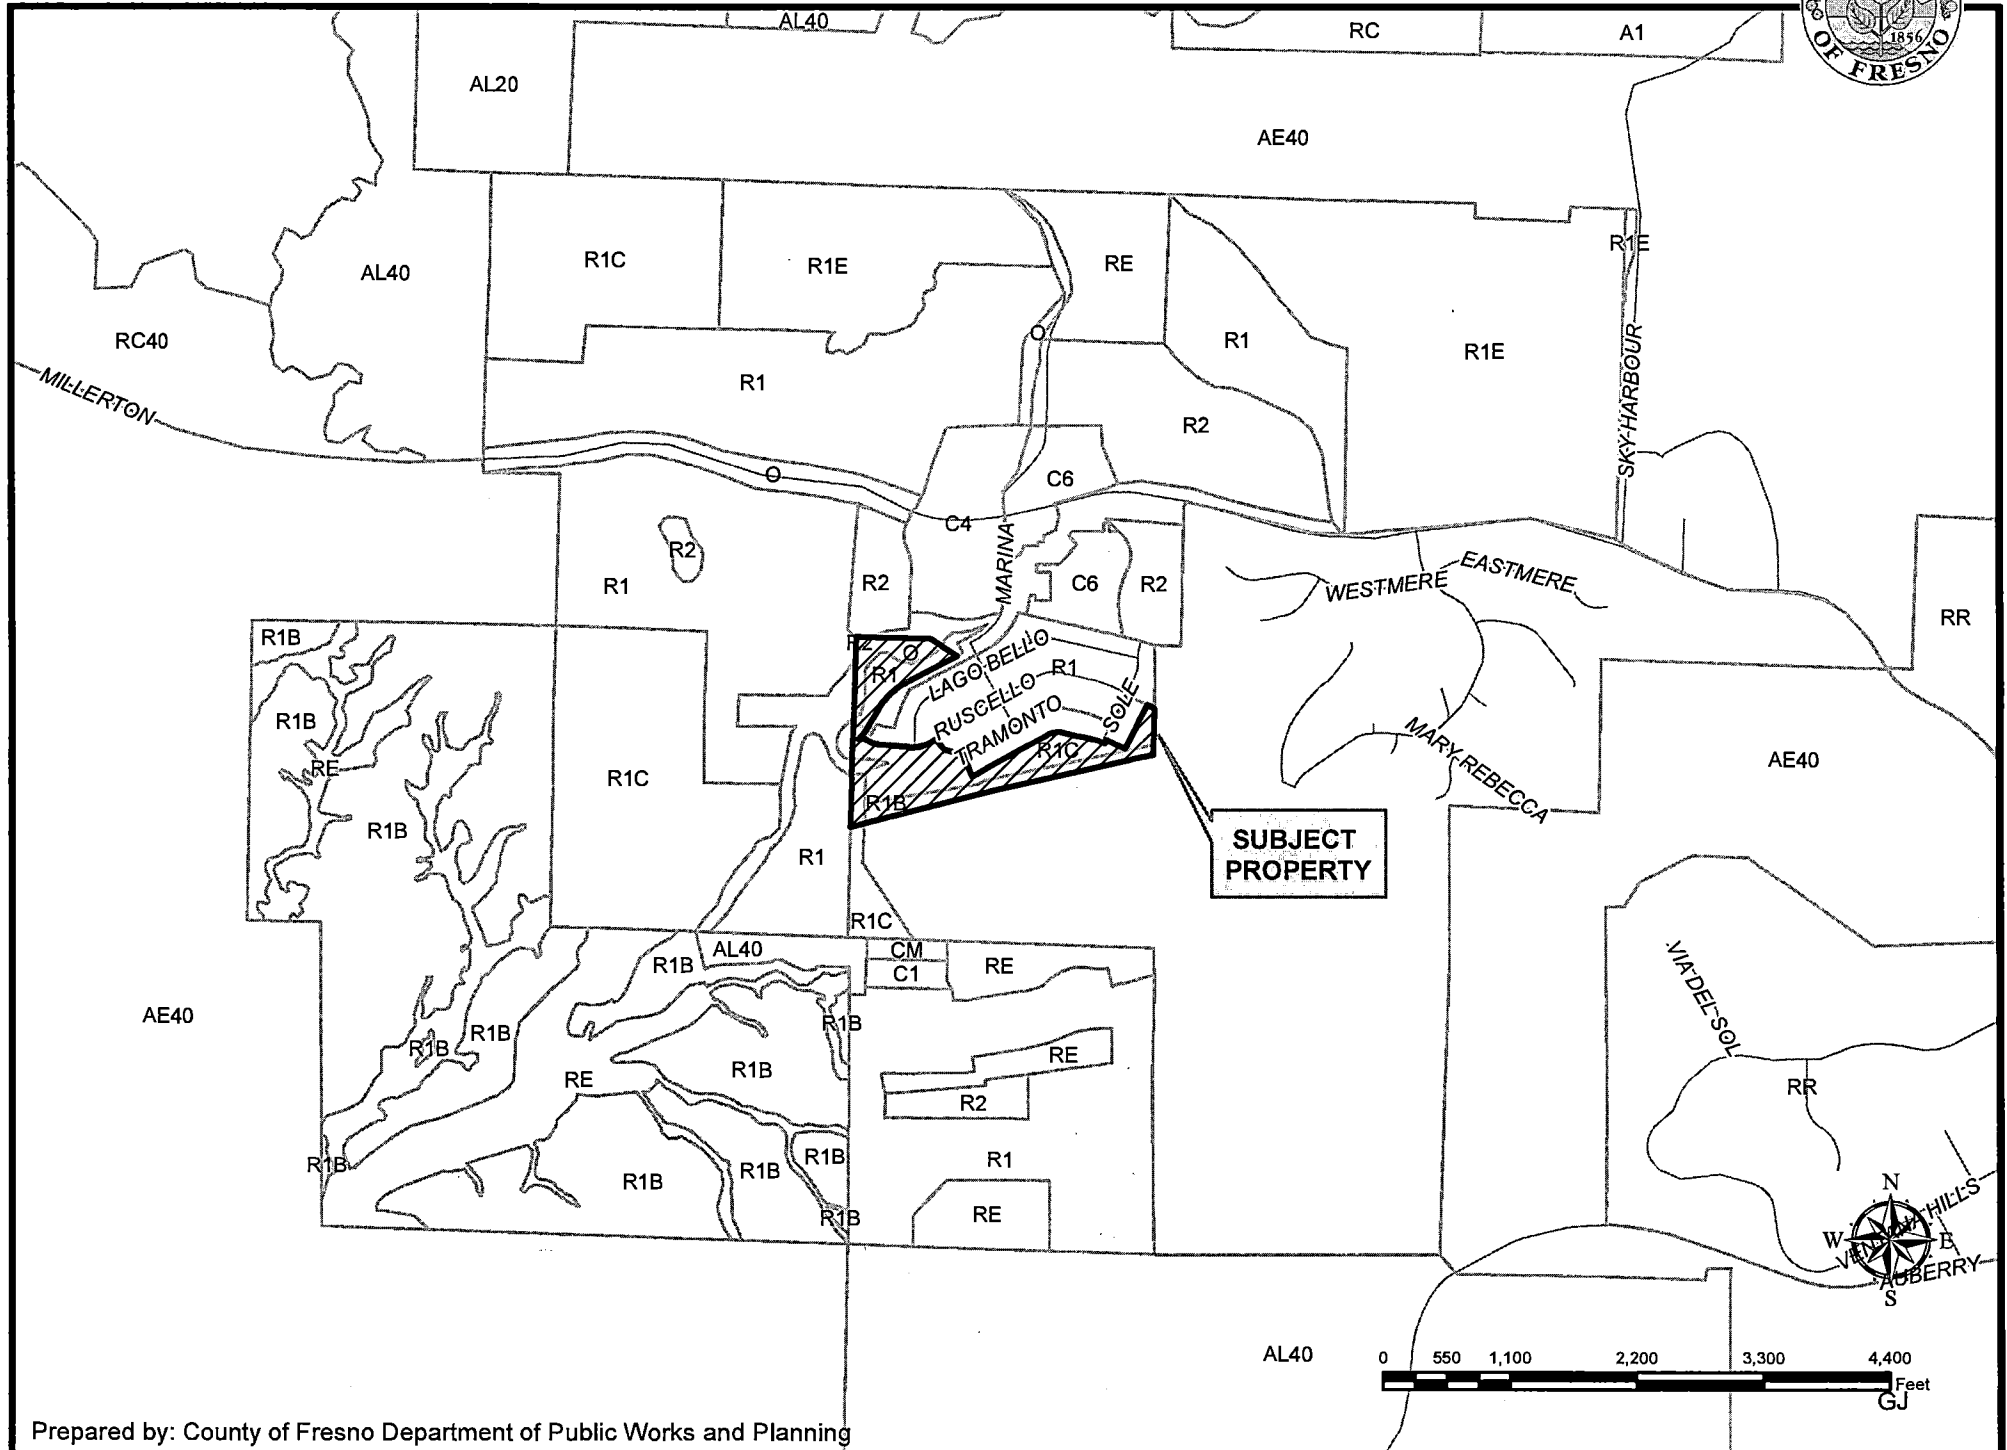 AL40
RC
A1
CO
1856
OF FRESNO
AL20
AE40
R1C
R1E
RE
R1E
AL40
RC40
O
R1
R1E
R1
SKY HARBOUR
MILLERTON
R2
C6
O
C4
MARINA
R2
R1
R2
C6
R2
WESTMERE
EASTMERE
RR
R1B
R2
O
R1
LAGO BELLO
R1
RUSCELLO
SOLE
TRAMONTO
R1C
R1B
R1B
RE
R1C
MARY REBECCA
AE40
R1B
R1
SUBJECT
PROPERTY
R1C
AL40
CM
C1
RE
R1B
VIA DEL SOL
AE40
R1B
R1B
R1B
RE
R1B
RE
R2
RR
R1B
R1B
R1B
R1B
R1
R1B
RE
N
W
E
S
VENTANA HILLS
AUBERRY
AL40
0 550 1,100 2,200 3,300 4,400
Feet
GJ
Prepared by: County of Fresno Department of Public Works and Planning